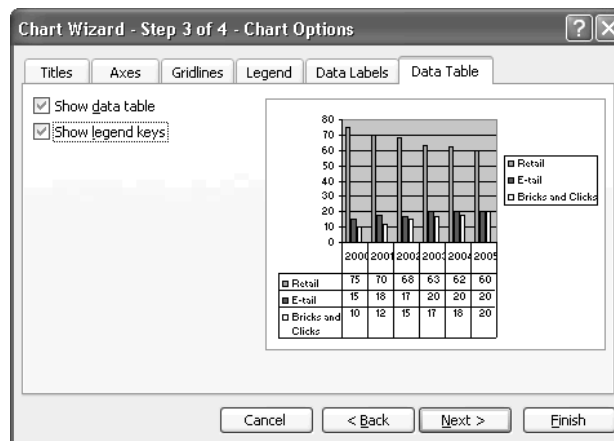 Chart Wizard - Step 3 of 4 - Chart Options
Titles Axes Gridlines Legend Data Labels Data Table
Show data table
Show legend keys
80
70
60
50
40
30
20
10
0
Retail
E-tail
Bricks and Clicks
2000 2001 2002 2003 2004 2005
Retail 75 70 68 63 62 60
E-tail 15 18 17 20 20 20
Bricks and 10 12 15 17 18 20
Clicks
Cancel < Back Next > Finish